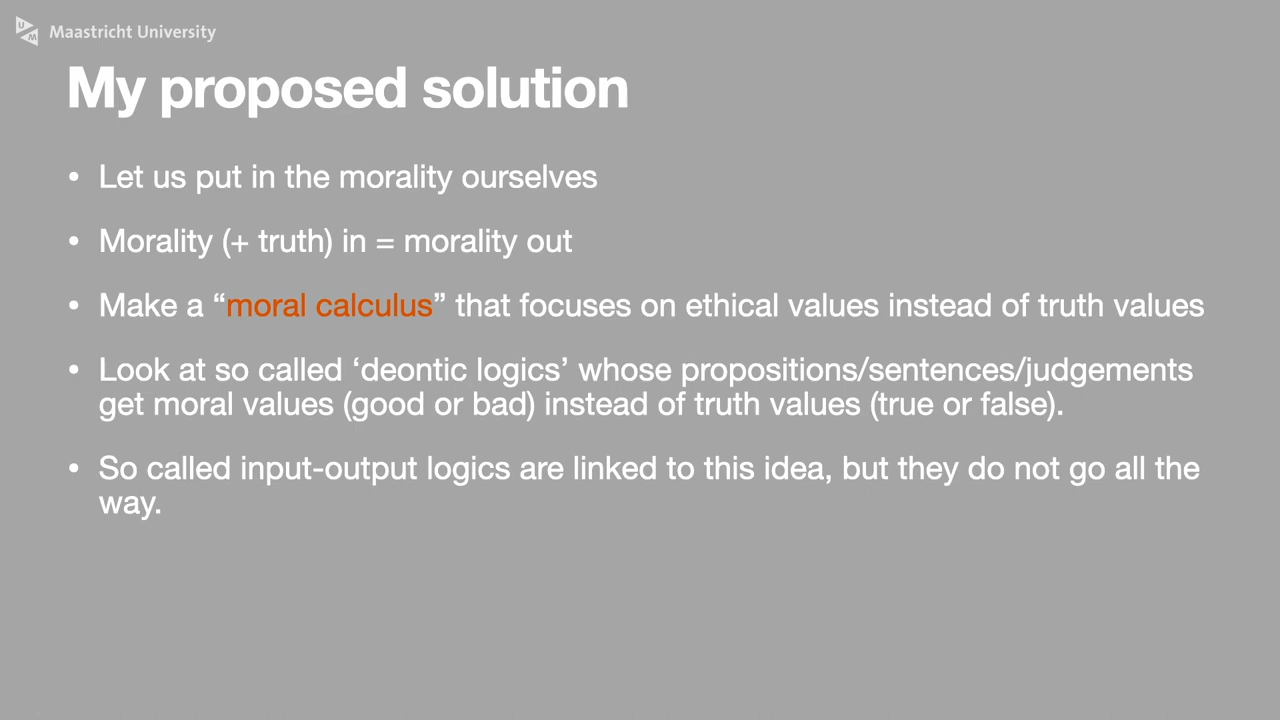 UM
Maastricht University
My proposed solution
• Let us put in the morality ourselves
• Morality (+ truth) in = morality out
• Make a “moral calculus” that focuses on ethical values instead of truth values
• Look at so called ‘deontic logics’ whose propositions/sentences/judgements
get moral values (good or bad) instead of truth values (true or false).
• So called input-output logics are linked to this idea, but they do not go all the
way.